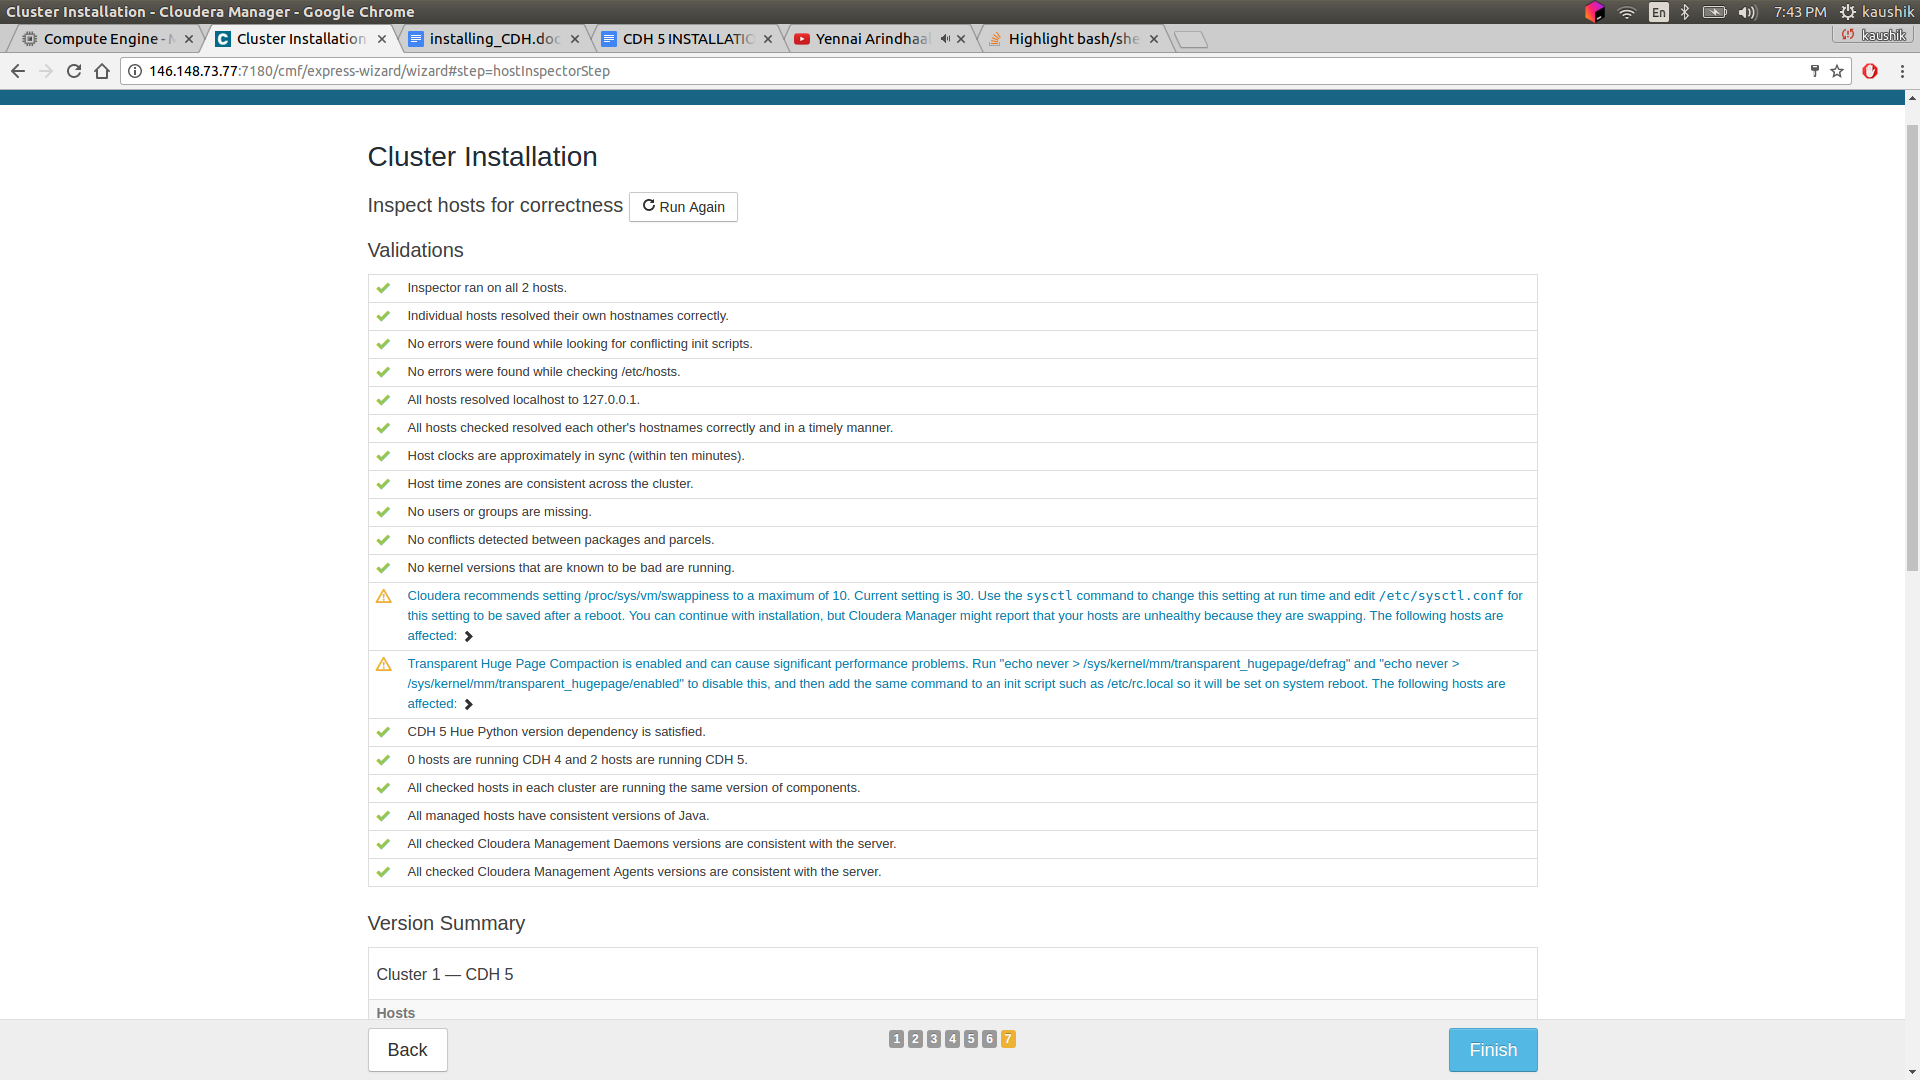 Cluster Installation - Cloudera Manager - Google Chrome
En
7:43 PM
kaushik
Compute Engine - M
Cluster Installation
installing_CDH.doc
CDH 5 INSTALLATIO
Yennai Arindhaal
Highlight bash/she
kaushik
146.148.73.77:7180/cmf/express-wizard/wizard#step=hostInspectorStep
Cluster Installation
Inspect hosts for correctness
Run Again
Validations
Inspector ran on all 2 hosts.
Individual hosts resolved their own hostnames correctly.
No errors were found while looking for conflicting init scripts.
No errors were found while checking /etc/hosts.
All hosts resolved localhost to 127.0.0.1.
All hosts checked resolved each other's hostnames correctly and in a timely manner.
Host clocks are approximately in sync (within ten minutes).
Host time zones are consistent across the cluster.
No users or groups are missing.
No conflicts detected between packages and parcels.
No kernel versions that are known to be bad are running.
Cloudera recommends setting /proc/sys/vm/swappiness to a maximum of 10. Current setting is 30. Use the sysctl command to change this setting at run time and edit /etc/sysctl.conf for
this setting to be saved after a reboot. You can continue with installation, but Cloudera Manager might report that your hosts are unhealthy because they are swapping. The following hosts are
affected:
Transparent Huge Page Compaction is enabled and can cause significant performance problems. Run "echo never > /sys/kernel/mm/transparent_hugepage/defrag" and "echo never >
/sys/kernel/mm/transparent_hugepage/enabled" to disable this, and then add the same command to an init script such as /etc/rc.local so it will be set on system reboot. The following hosts are
affected:
CDH 5 Hue Python version dependency is satisfied.
0 hosts are running CDH 4 and 2 hosts are running CDH 5.
All checked hosts in each cluster are running the same version of components.
All managed hosts have consistent versions of Java.
All checked Cloudera Management Daemons versions are consistent with the server.
All checked Cloudera Management Agents versions are consistent with the server.
Version Summary
Cluster 1 — CDH 5
Hosts
Back
1 2 3 4 5 6 7
Finish